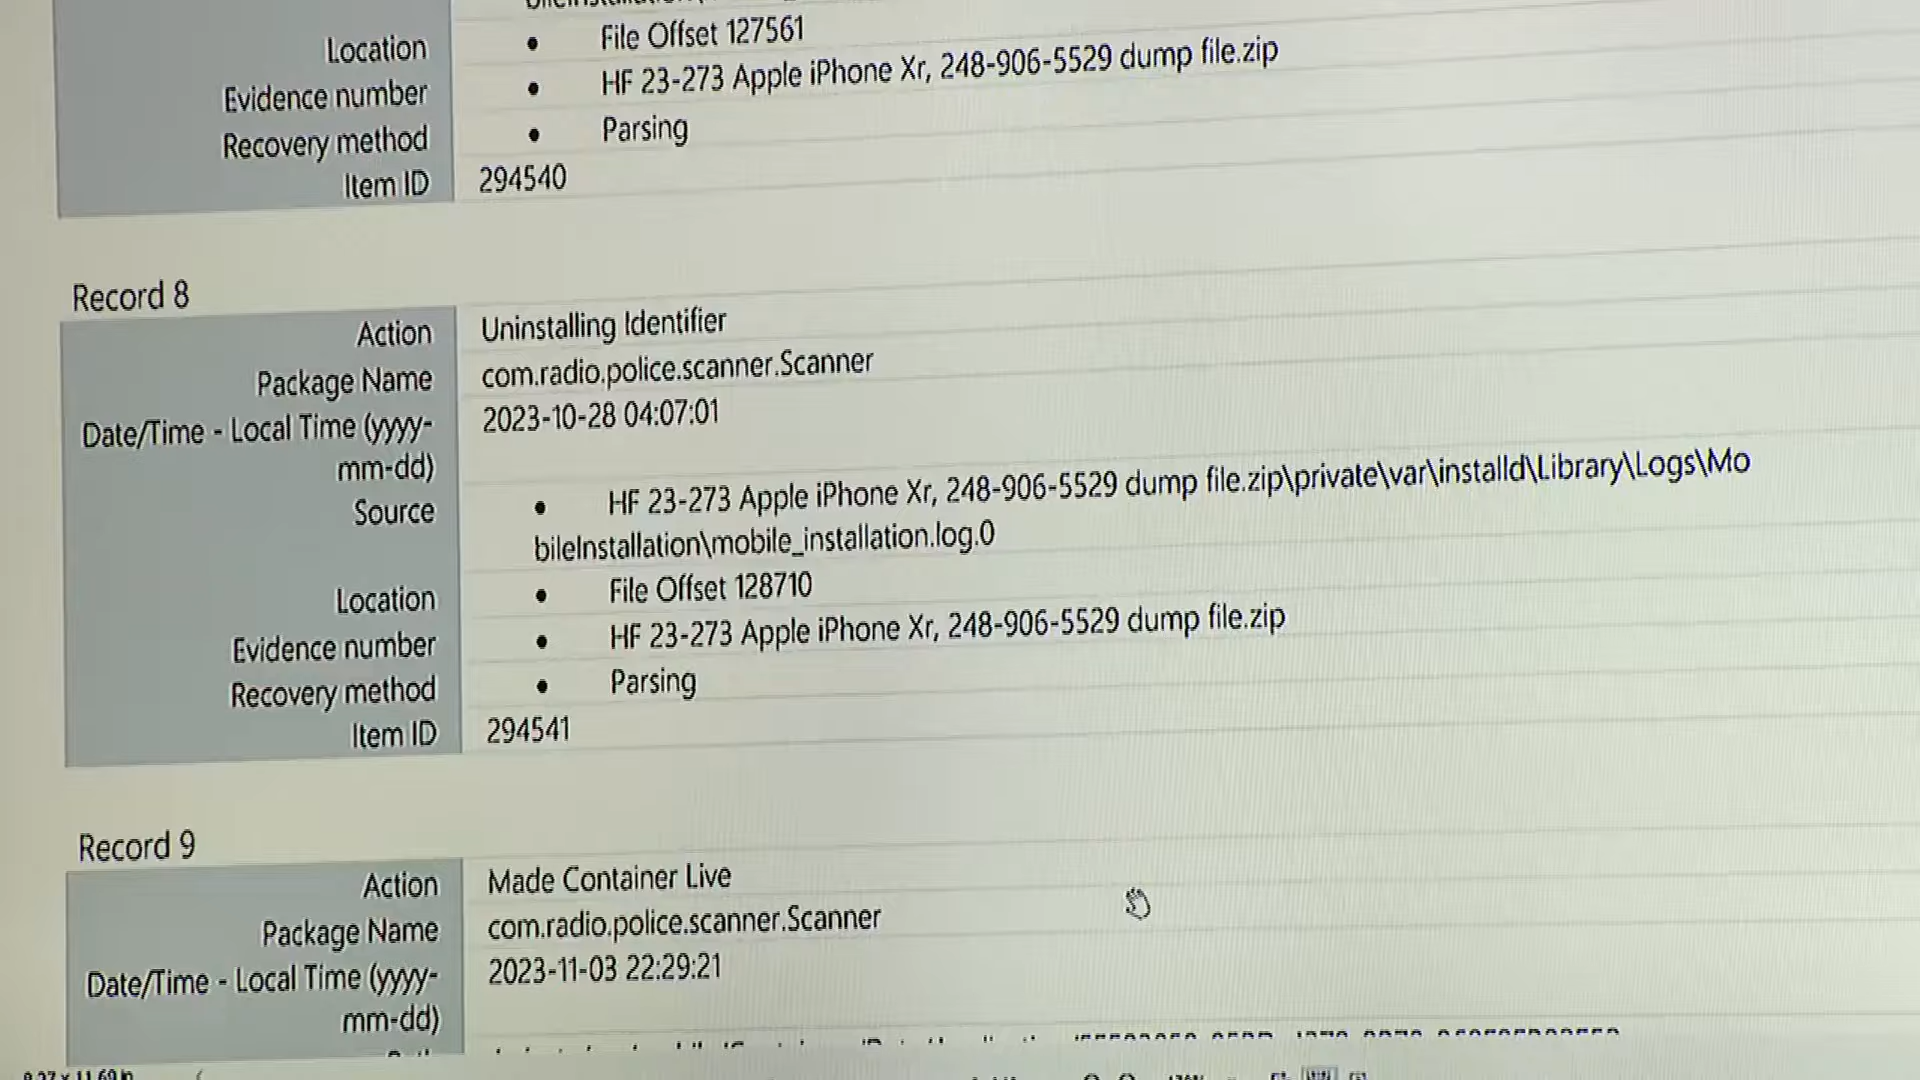 Location
• File Offset 127561
Evidence number
• HF 23-273 Apple iPhone Xr, 248-906-5529 dump file.zip
Recovery method
• Parsing
Item ID 294540
Record 8
Action Uninstalling Identifier
Package Name com.radio.police.scanner.Scanner
Date/Time - Local Time (yyyy-
mm-dd)
2023-10-28 04:07:01
Source
• HF 23-273 Apple iPhone Xr, 248-906-5529 dump file.zip\private\var\installd\Library\Logs\Mo
bileInstallation\mobile_installation.log.0
Location
• File Offset 128710
Evidence number
• HF 23-273 Apple iPhone Xr, 248-906-5529 dump file.zip
Recovery method
• Parsing
Item ID 294541
Record 9
Action Made Container Live
Package Name com.radio.police.scanner.Scanner
Date/Time - Local Time (yyyy-
mm-dd)
2023-11-03 22:29:21